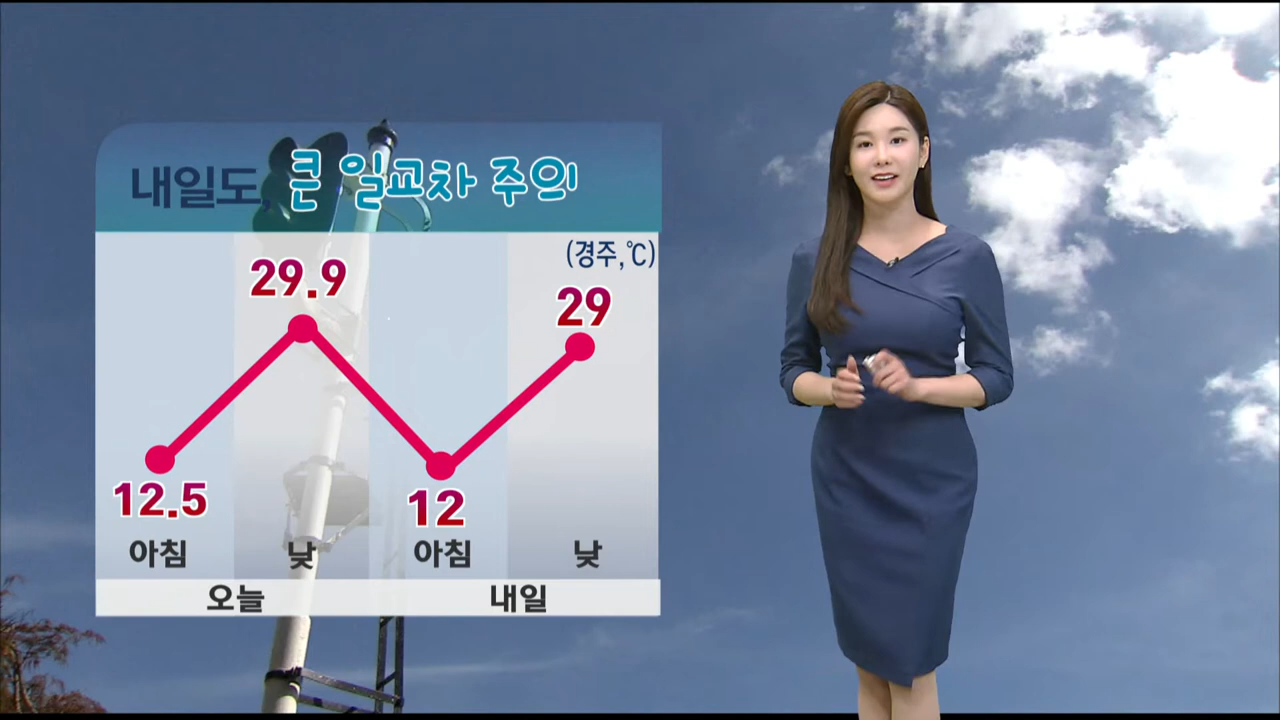 내일도, 큰 일교차 주의
(경주,℃)
29.9
29
12.5
12
아침 낮 아침 낮
오늘 내일